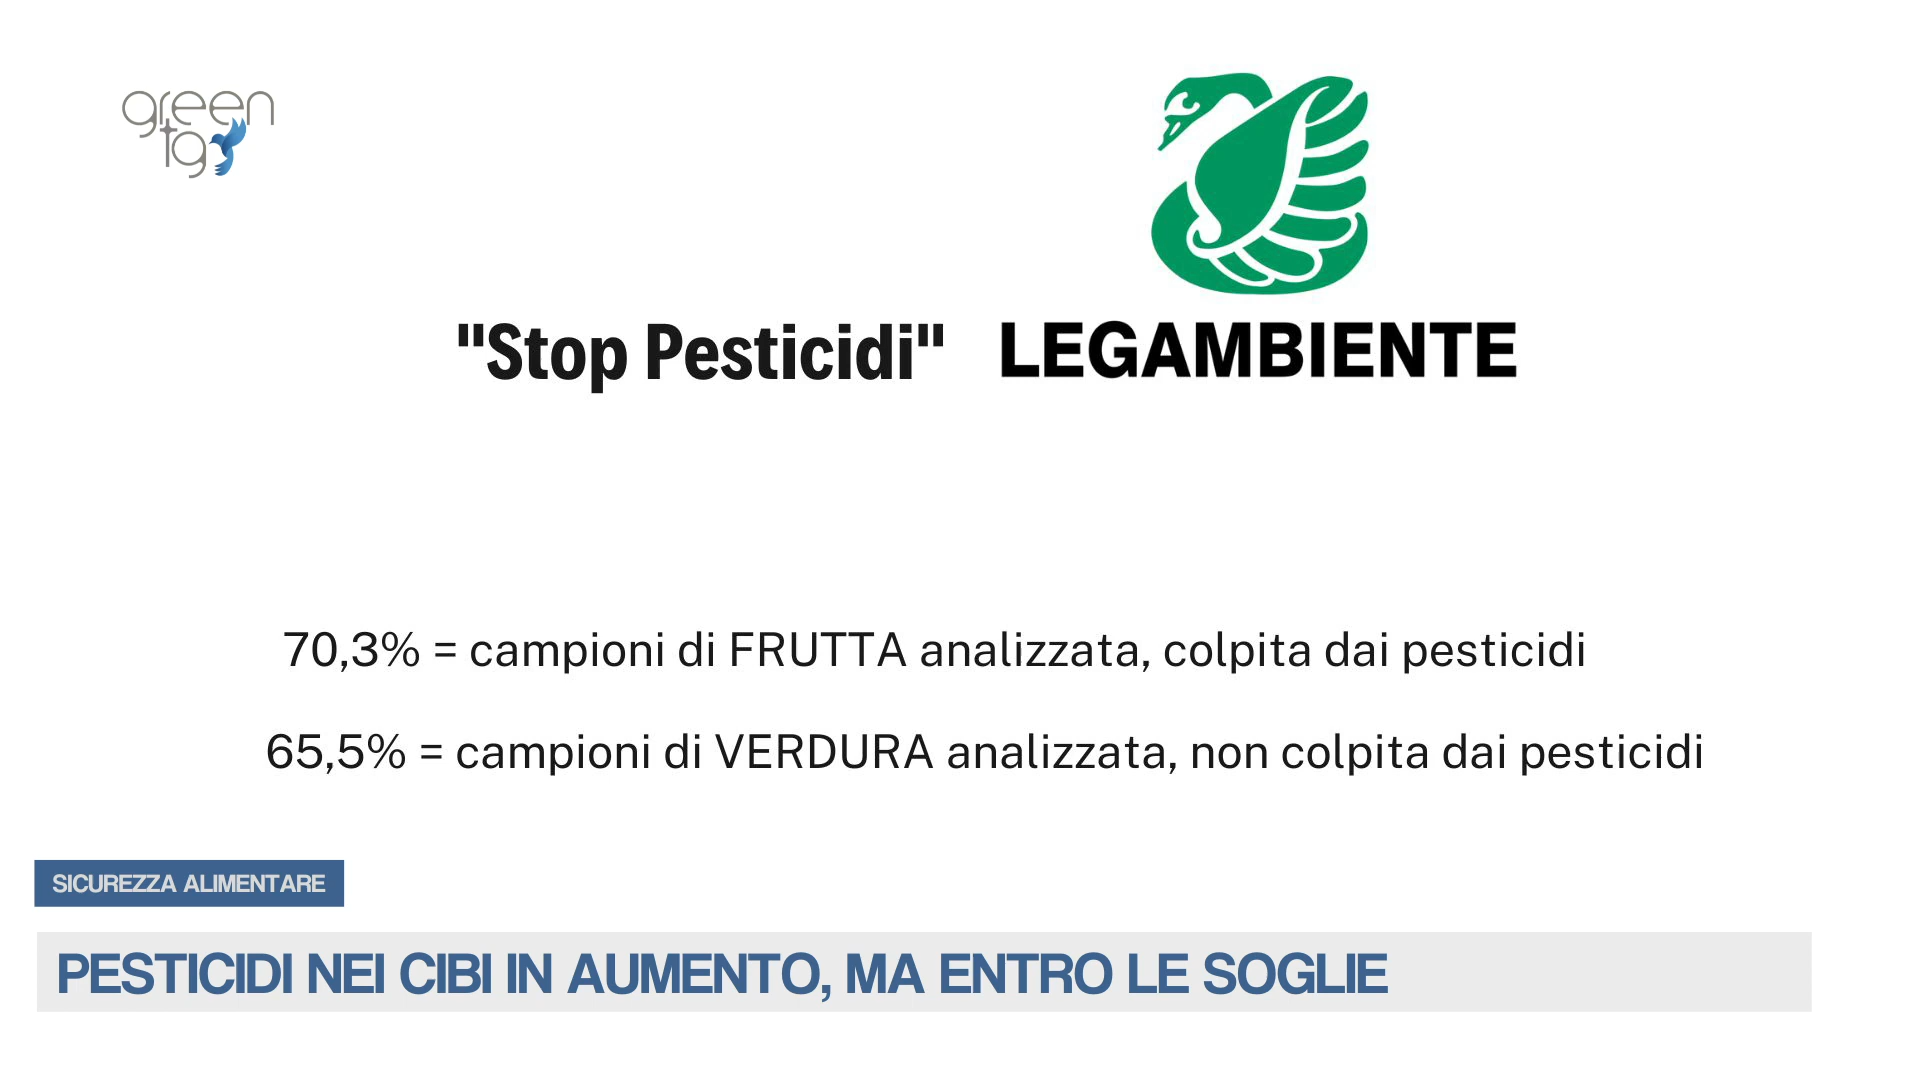 green
tg
"Stop Pesticidi" LEGAMBIENTE
70,3% = campioni di FRUTTA analizzata, colpita dai pesticidi
65,5% = campioni di VERDURA analizzata, non colpita dai pesticidi
SICUREZZA ALIMENTARE
PESTICIDI NEI CIBI IN AUMENTO, MA ENTRO LE SOGLIE